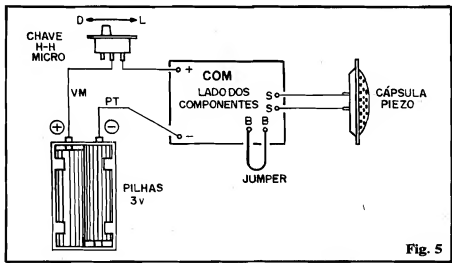 D L
CHAVE
H-H
MICRO
VM
PT
+ −
PILHAS
3v
+
−
COM
LADO DOS
COMPONENTES
S
S
B B
JUMPER
CÁPSULA
PIEZO
Fig. 5